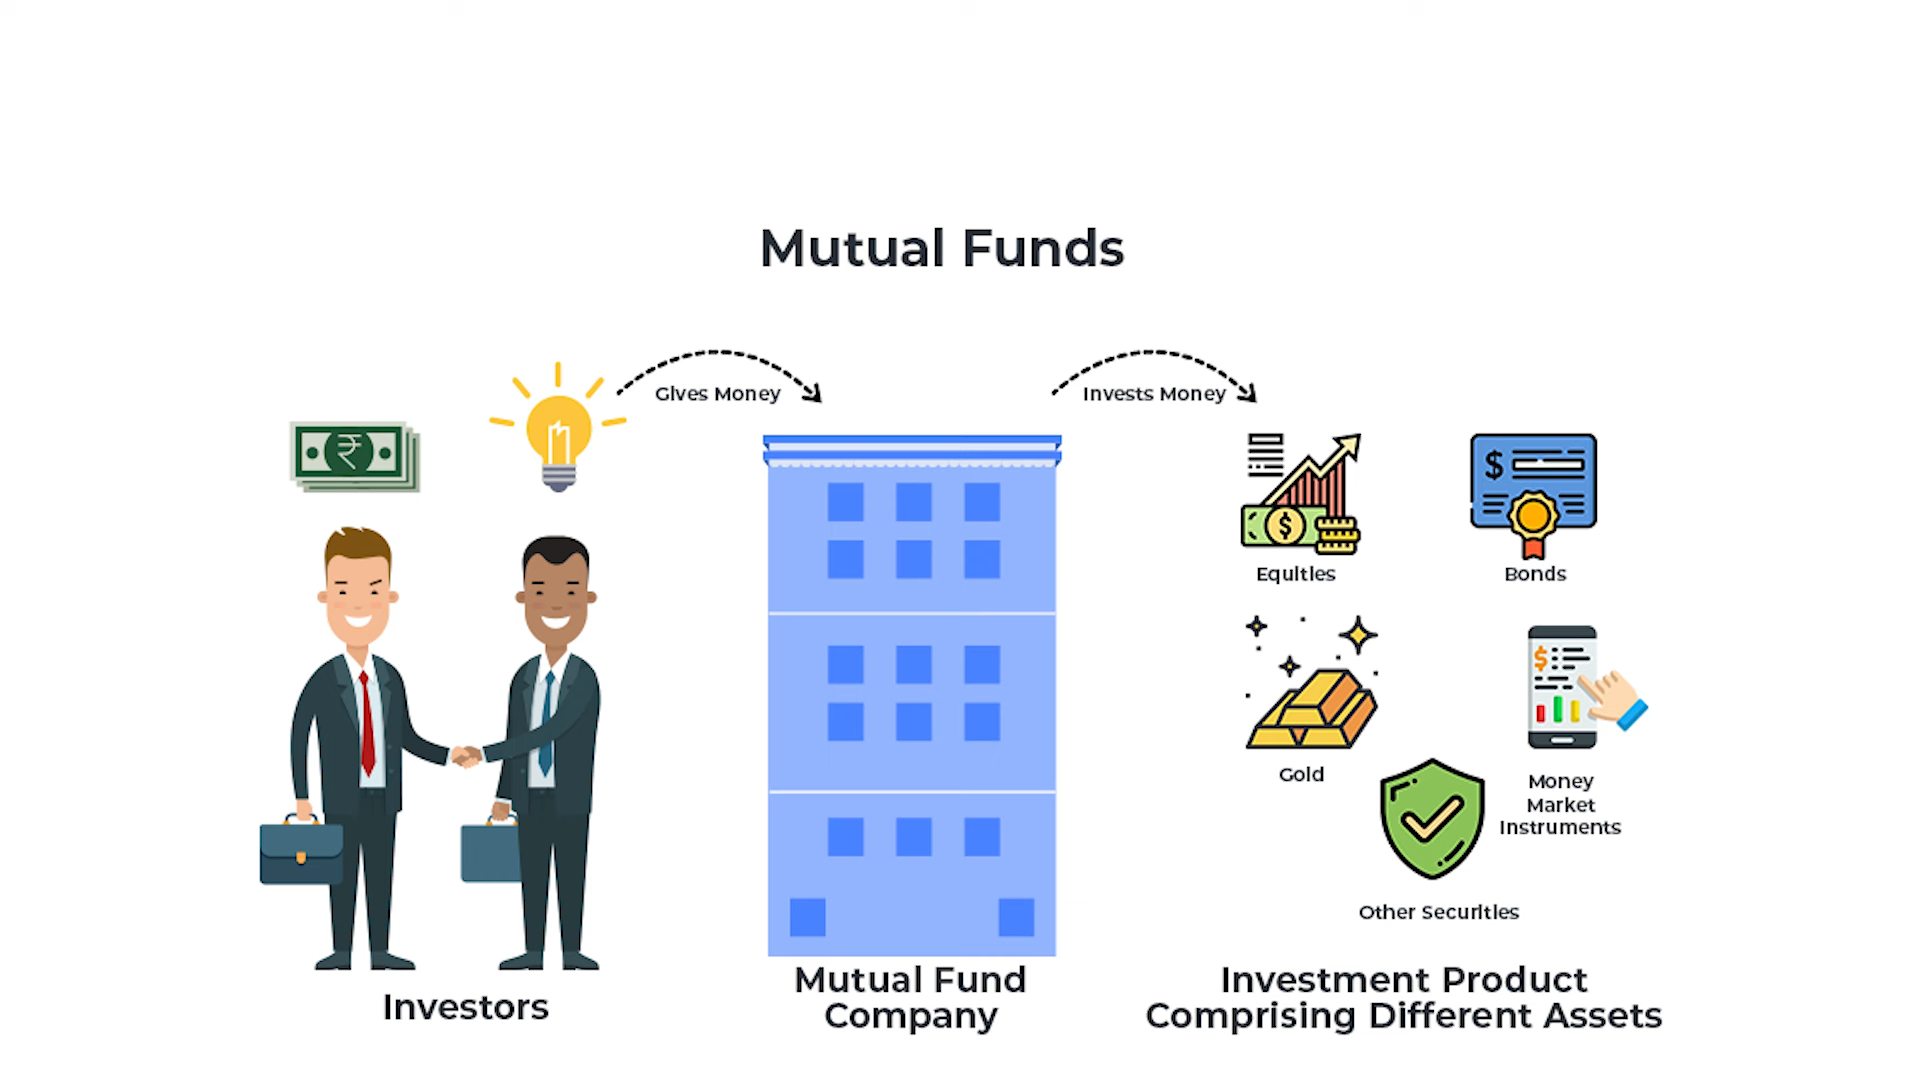 Mutual Funds
Gives Money
Invests Money
₹
$
$
Equities
Bonds
$
Gold
Money
Market
Instruments
Other Securities
Investors
Mutual Fund
Company
Investment Product
Comprising Different Assets